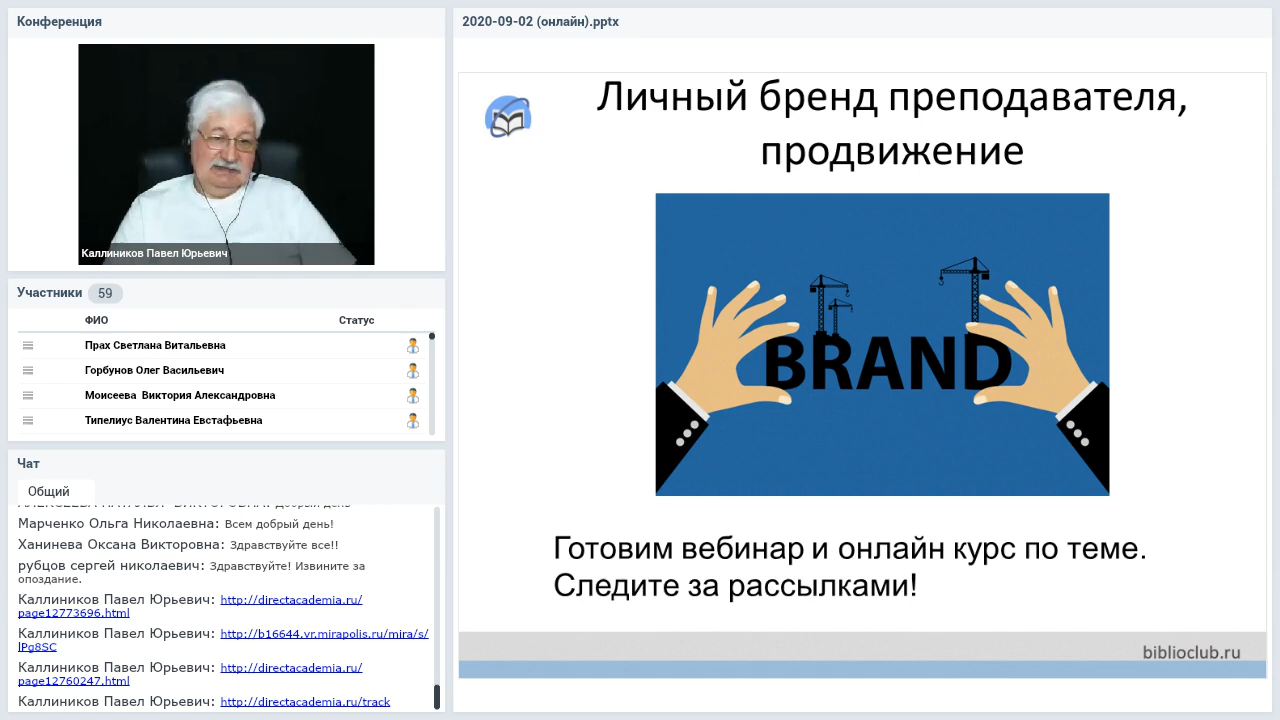 Конференция
Каллиников Павел Юрьевич
Участники 59
ФИО Статус
Прах Светлана Витальевна
Горбунов Олег Васильевич
Моисеева Виктория Александровна
Типелиус Валентина Евстафьевна
Чат
Общий
Марченко Ольга Николаевна: Всем добрый день!
Ханинева Оксана Викторовна: Здравствуйте все!!
рубцов сергей николаевич: Здравствуйте! Извините за
опоздание.
Каллиников Павел Юрьевич: http://directacademia.ru/
page12773696.html
Каллиников Павел Юрьевич: http://b16644.vr.mirapolis.ru/mira/s/
lPg8SC
Каллиников Павел Юрьевич: http://directacademia.ru/
page12760247.html
Каллиников Павел Юрьевич: http://directacademia.ru/track
2020-09-02 (онлайн).pptx
Личный бренд преподавателя,
продвижение
BRAND
Готовим вебинар и онлайн курс по теме.
Следите за рассылками!
biblioclub.ru